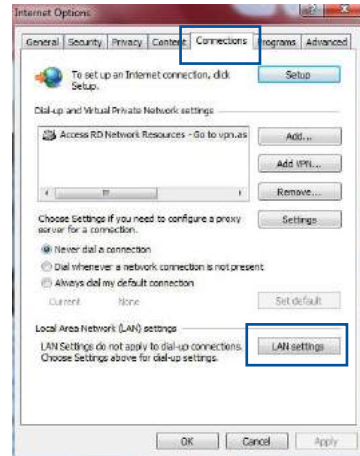 Internet Options
General Security Privacy Content Connections Programs Advanced
To set up an Internet connection, click
Setup.
Setup
Dial-up and Virtual Private Network settings
Access RD Network Resources - Go to vpn.as
Add...
Add VPN...
Remove...
Choose Settings if you need to configure a proxy
server for a connection.
Settings
Never dial a connection
Dial whenever a network connection is not present
Always dial my default connection
Current None
Set default
Local Area Network (LAN) settings
LAN Settings do not apply to dial-up connections.
Choose Settings above for dial-up settings.
LAN settings
OK Cancel Apply